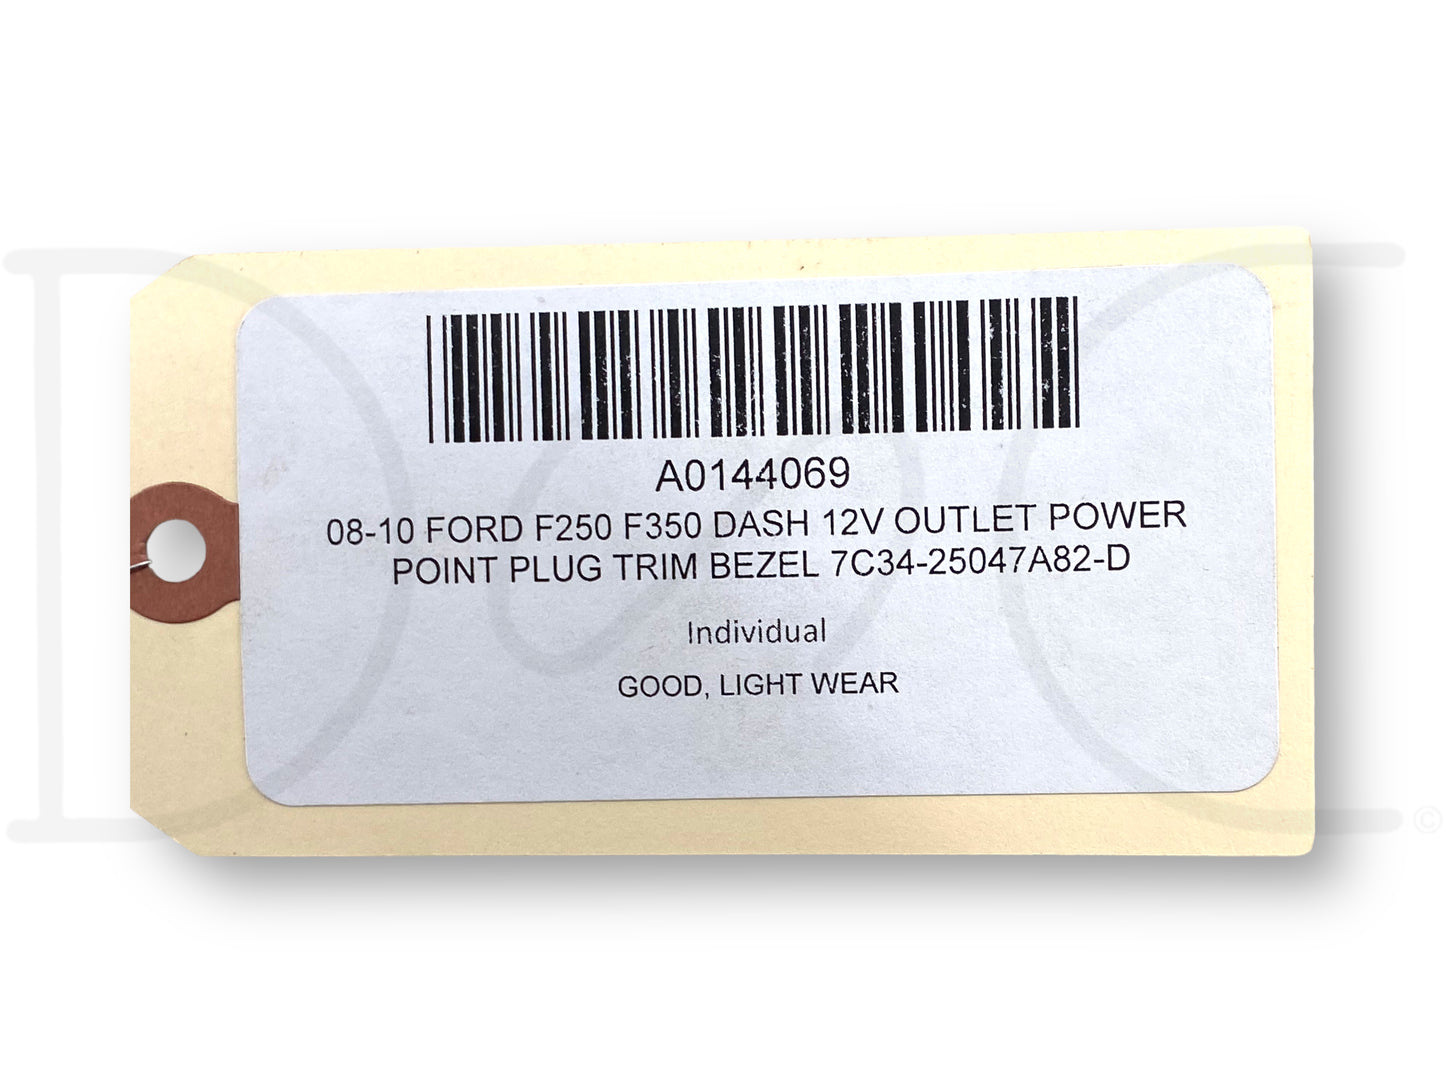 A0144069
08-10 FORD F250 F350 DASH 12V OUTLET POWER
POINT PLUG TRIM BEZEL 7C34-25047A82-D
Individual
GOOD, LIGHT WEAR
©